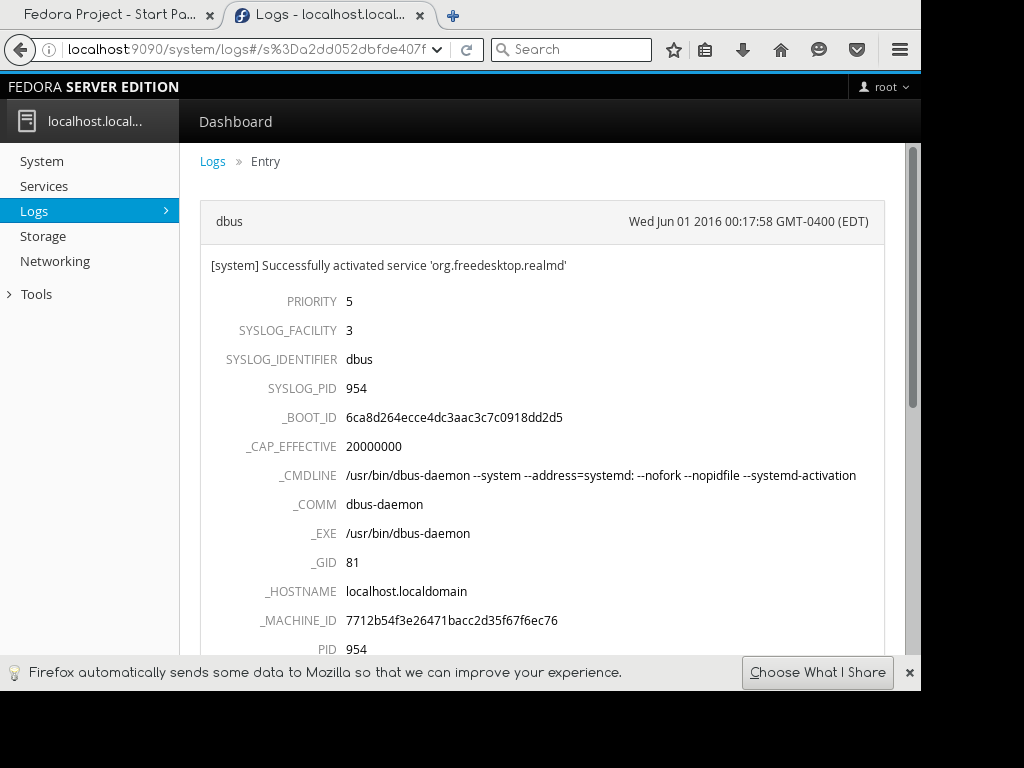 Fedora Project - Start Pa...
Logs - localhost.local...
localhost:9090/system/logs#/s%3Da2dd052dbfde407f
Search
FEDORA SERVER EDITION
root
localhost.local...
Dashboard
System
Services
Logs
Storage
Networking
Tools
Logs » Entry
dbus Wed Jun 01 2016 00:17:58 GMT-0400 (EDT)
[system] Successfully activated service 'org.freedesktop.realmd'
PRIORITY 5
SYSLOG_FACILITY 3
SYSLOG_IDENTIFIER dbus
SYSLOG_PID 954
_BOOT_ID 6ca8d264ecce4dc3aac3c7c0918dd2d5
_CAP_EFFECTIVE 20000000
_CMDLINE /usr/bin/dbus-daemon --system --address=systemd: --nofork --nopidfile --systemd-activation
_COMM dbus-daemon
_EXE /usr/bin/dbus-daemon
_GID 81
_HOSTNAME localhost.localdomain
_MACHINE_ID 7712b54f3e26471bacc2d35f67f6ec76
PID 954
Firefox automatically sends some data to Mozilla so that we can improve your experience.
Choose What I Share